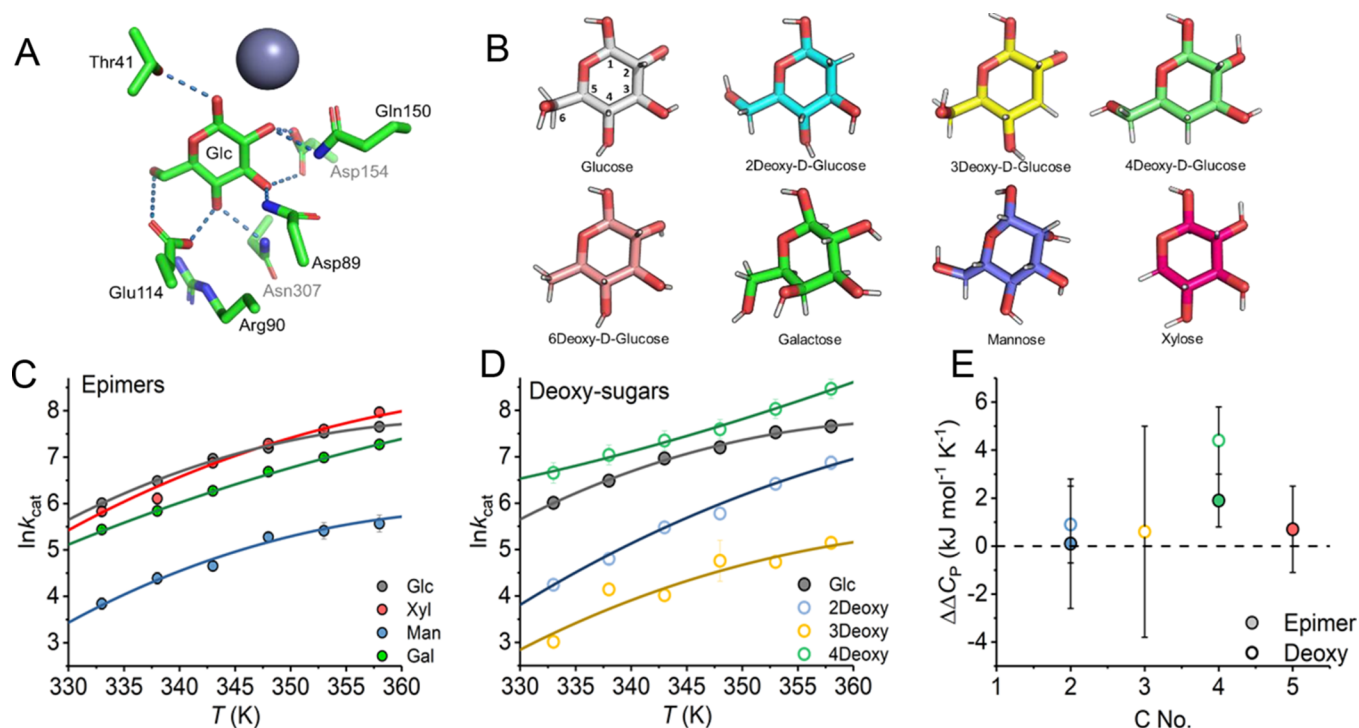 A
Thr41
Glc
Gln150
Asp154
Asp89
Asn307
Glu114
Arg90
B
1
2
3
4
5
6
Glucose
2Deoxy-D-Glucose
3Deoxy-D-Glucose
4Deoxy-D-Glucose
6Deoxy-D-Glucose
Galactose
Mannose
Xylose
C
Epimers
8
7
6
5
4
3
lnkcat
Glc
Xyl
Man
Gal
330 335 340 345 350 355 360
T (K)
D
Deoxy-sugars
8
7
6
5
4
3
lnkcat
Glc
2Deoxy
3Deoxy
4Deoxy
330 335 340 345 350 355 360
T (K)
E
6
4
2
0
-2
-4
ΔΔCP (kJ mol-1 K-1)
Epimer
Deoxy
1 2 3 4 5
C No.